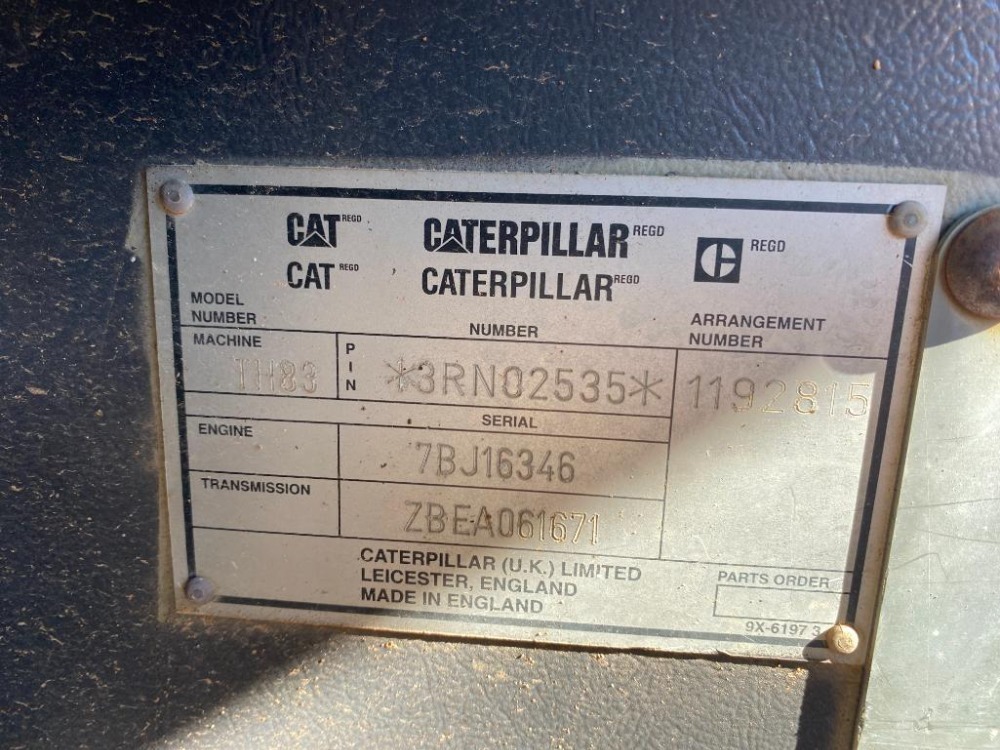 CAT REGD CATERPILLAR REGD REGD
CAT REGD CATERPILLAR REGD
MODEL NUMBER NUMBER ARRANGEMENT NUMBER
MACHINE TH83 PIN *3RN02535* 1192815
SERIAL
ENGINE 7BJ16346
TRANSMISSION ZBEA061671
CATERPILLAR (U.K.) LIMITED
LEICESTER, ENGLAND
MADE IN ENGLAND
PARTS ORDER
9X-6197 3